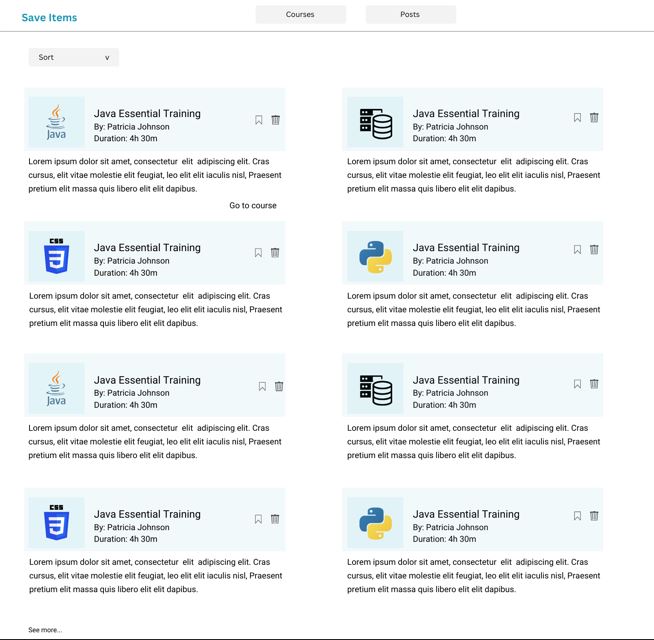 Save Items
Courses
Posts
Sort v
Java
Java Essential Training
By: Patricia Johnson
Duration: 4h 30m
Lorem ipsum dolor sit amet, consectetur elit adipiscing elit. Cras
cursus, elit vitae molestie elit feugiat, leo elit elit iaculis nisl, Praesent
pretium elit massa quis libero elit elit dapibus.
Go to course
Java Essential Training
By: Patricia Johnson
Duration: 4h 30m
Lorem ipsum dolor sit amet, consectetur elit adipiscing elit. Cras
cursus, elit vitae molestie elit feugiat, leo elit elit iaculis nisl, Praesent
pretium elit massa quis libero elit elit dapibus.
CSS
3
Java Essential Training
By: Patricia Johnson
Duration: 4h 30m
Lorem ipsum dolor sit amet, consectetur elit adipiscing elit. Cras
cursus, elit vitae molestie elit feugiat, leo elit elit iaculis nisl, Praesent
pretium elit massa quis libero elit elit dapibus.
Java Essential Training
By: Patricia Johnson
Duration: 4h 30m
Lorem ipsum dolor sit amet, consectetur elit adipiscing elit. Cras
cursus, elit vitae molestie elit feugiat, leo elit elit iaculis nisl, Praesent
pretium elit massa quis libero elit elit dapibus.
Java
Java Essential Training
By: Patricia Johnson
Duration: 4h 30m
Lorem ipsum dolor sit amet, consectetur elit adipiscing elit. Cras
cursus, elit vitae molestie elit feugiat, leo elit elit iaculis nisl, Praesent
pretium elit massa quis libero elit elit dapibus.
Java Essential Training
By: Patricia Johnson
Duration: 4h 30m
Lorem ipsum dolor sit amet, consectetur elit adipiscing elit. Cras
cursus, elit vitae molestie elit feugiat, leo elit elit iaculis nisl, Praesent
pretium elit massa quis libero elit elit dapibus.
CSS
3
Java Essential Training
By: Patricia Johnson
Duration: 4h 30m
Lorem ipsum dolor sit amet, consectetur elit adipiscing elit. Cras
cursus, elit vitae molestie elit feugiat, leo elit elit iaculis nisl, Praesent
pretium elit massa quis libero elit elit dapibus.
Java Essential Training
By: Patricia Johnson
Duration: 4h 30m
Lorem ipsum dolor sit amet, consectetur elit adipiscing elit. Cras
cursus, elit vitae molestie elit feugiat, leo elit elit iaculis nisl, Praesent
pretium elit massa quis libero elit elit dapibus.
See more...